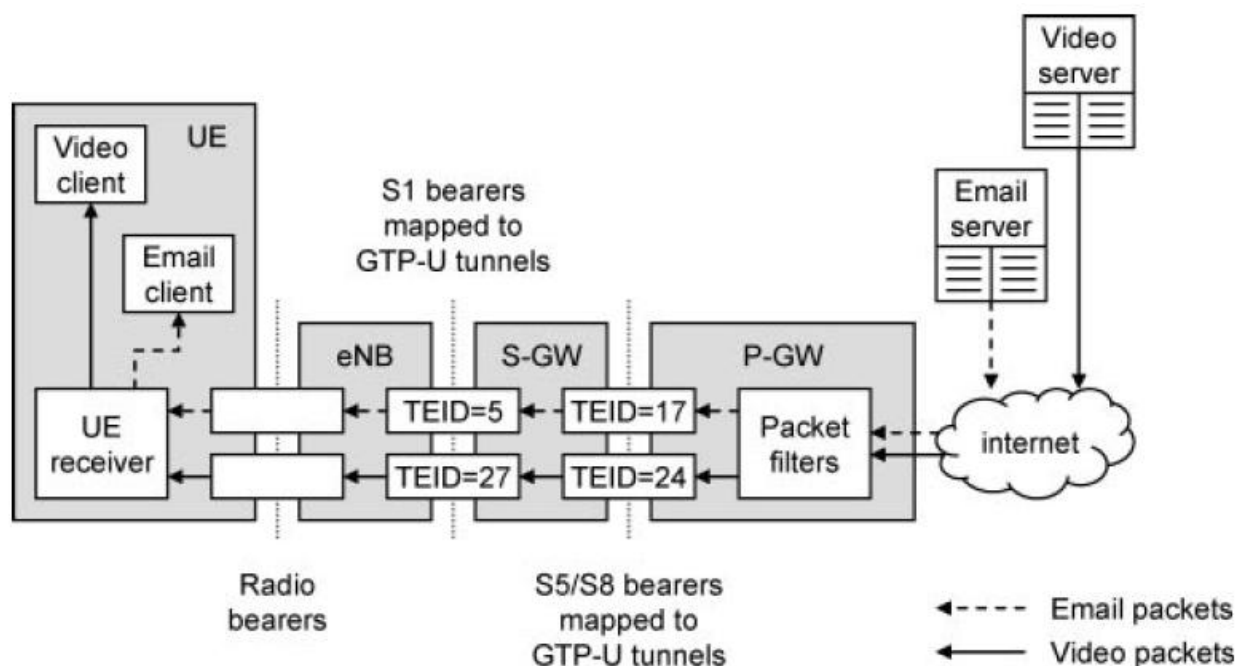 Video
server
UE
Video
client
Email
server
S1 bearers
mapped to
GTP-U tunnels
Email
client
eNB
S-GW
P-GW
UE
receiver
TEID=5
TEID=17
TEID=27
TEID=24
Packet
filters
internet
Radio
bearers
S5/S8 bearers
mapped to
GTP-U tunnels
Email packets
Video packets